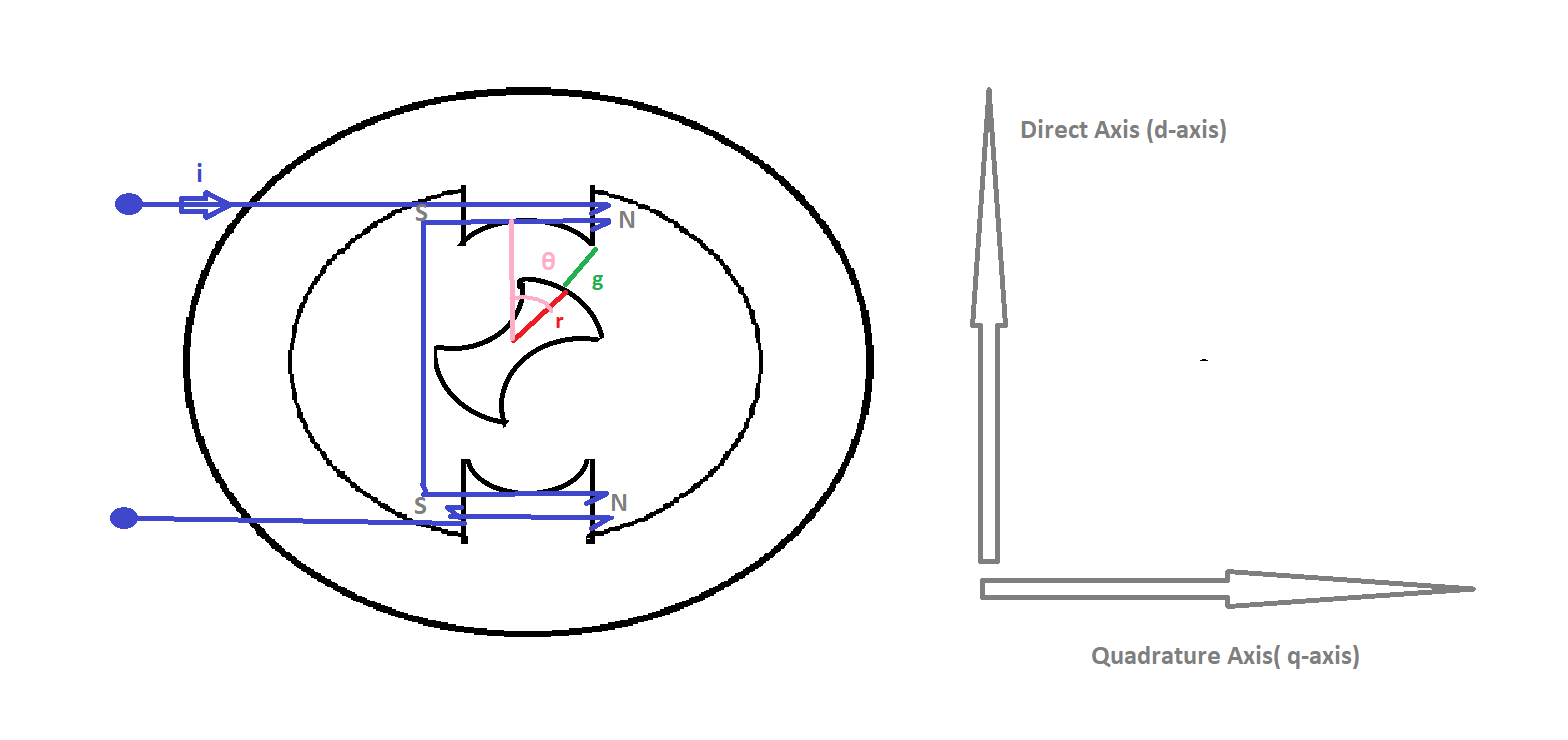 Direct Axis (d-axis)
i
S
N
θ
g
r
S
N
Quadrature Axis( q-axis)